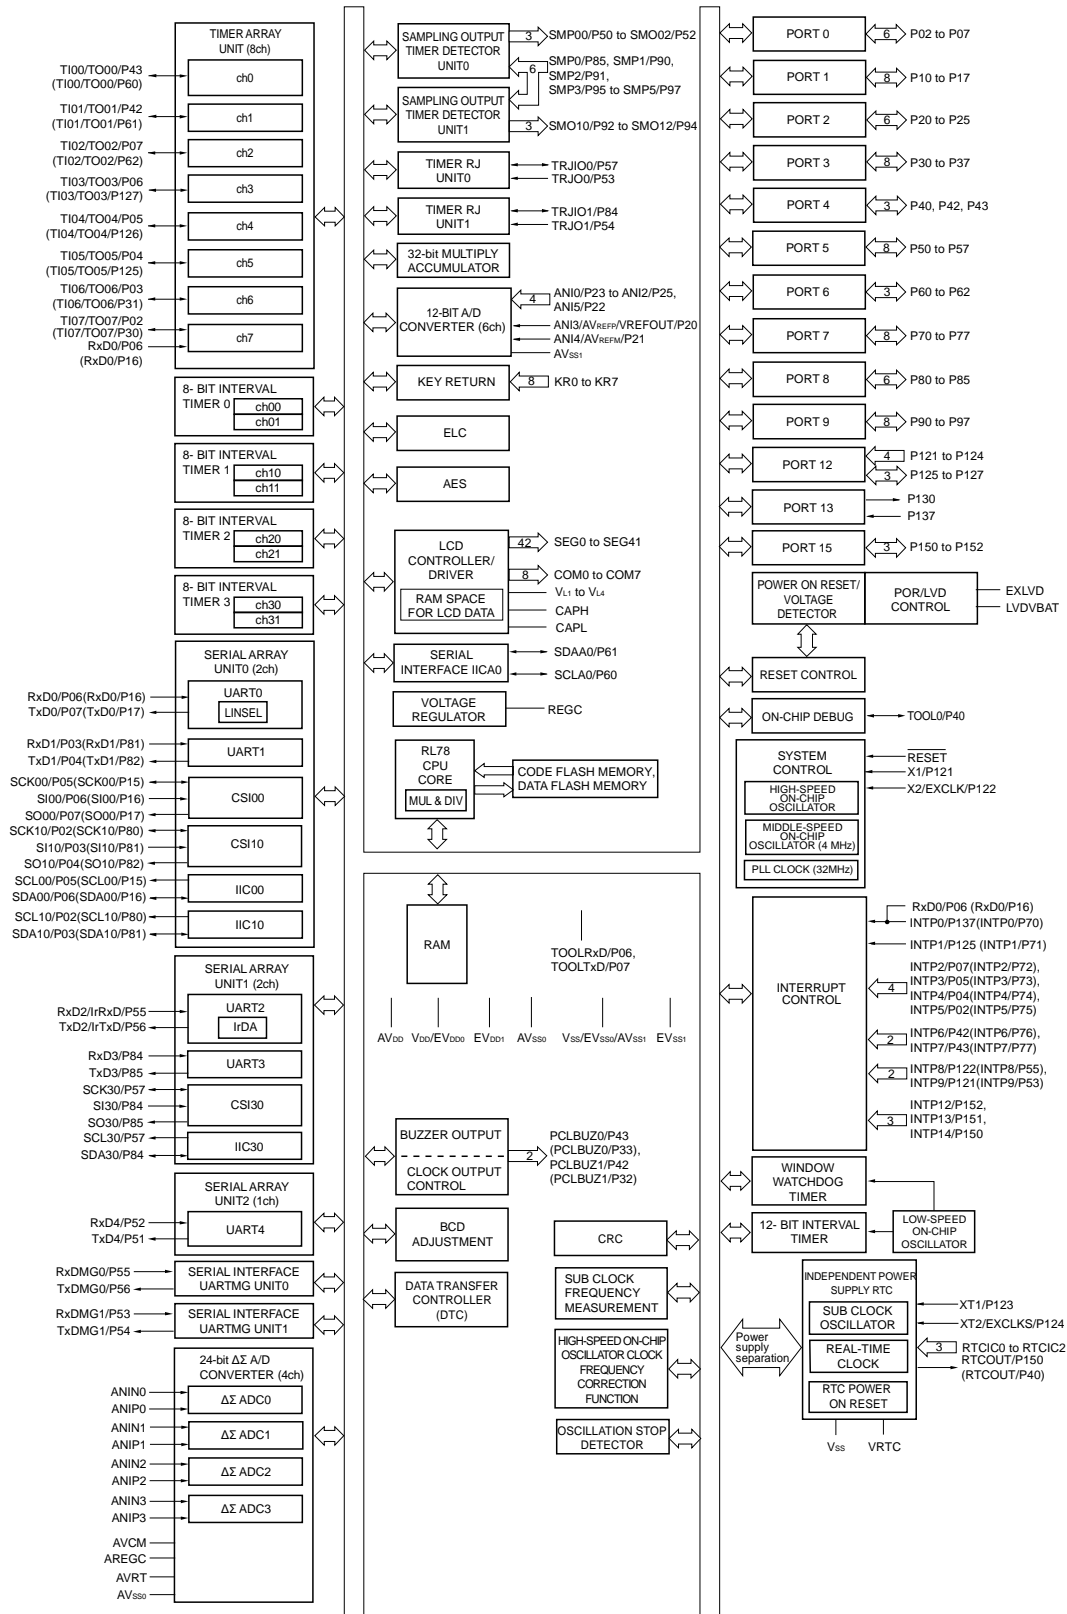 TIMER ARRAY
UNIT (8ch)
TI00/TO00/P43
(TI00/TO00/P60)
ch0
TI01/TO01/P42
(TI01/TO01/P61)
ch1
TI02/TO02/P07
(TI02/TO02/P62)
ch2
TI03/TO03/P06
(TI03/TO03/P127)
ch3
TI04/TO04/P05
(TI04/TO04/P126)
ch4
TI05/TO05/P04
(TI05/TO05/P125)
ch5
TI06/TO06/P03
(TI06/TO06/P31)
ch6
TI07/TO07/P02
(TI07/TO07/P30)
RxD0/P06
(RxD0/P16)
ch7
8- BIT INTERVAL
TIMER 0
ch00
ch01
8- BIT INTERVAL
TIMER 1
ch10
ch11
8- BIT INTERVAL
TIMER 2
ch20
ch21
8- BIT INTERVAL
TIMER 3
ch30
ch31
SERIAL ARRAY
UNIT0 (2ch)
RxD0/P06(RxD0/P16)
TxD0/P07(TxD0/P17)
UART0
LINSEL
RxD1/P03(RxD1/P81)
TxD1/P04(TxD1/P82)
UART1
SCK00/P05(SCK00/P15)
SI00/P06(SI00/P16)
SO00/P07(SO00/P17)
CSI00
SCK10/P02(SCK10/P80)
SI10/P03(SI10/P81)
SO10/P04(SO10/P82)
CSI10
SCL00/P05(SCL00/P15)
SDA00/P06(SDA00/P16)
IIC00
SCL10/P02(SCL10/P80)
SDA10/P03(SDA10/P81)
IIC10
SERIAL ARRAY
UNIT1 (2ch)
RxD2/IrRxD/P55
TxD2/IrTxD/P56
UART2
IrDA
RxD3/P84
TxD3/P85
UART3
SCK30/P57
SI30/P84
SO30/P85
CSI30
SCL30/P57
SDA30/P84
IIC30
SERIAL ARRAY
UNIT2 (1ch)
RxD4/P52
TxD4/P51
UART4
RxDMG0/P55
TxDMG0/P56
SERIAL INTERFACE
UARTMG UNIT0
RxDMG1/P53
TxDMG1/P54
SERIAL INTERFACE
UARTMG UNIT1
24-bit ΔΣ A/D
CONVERTER (4ch)
ANIN0
ANIP0
ΔΣ ADC0
ANIN1
ANIP1
ΔΣ ADC1
ANIN2
ANIP2
ΔΣ ADC2
ANIN3
ANIP3
ΔΣ ADC3
AVCM
AREGC
AVRT
AVSS0
SAMPLING OUTPUT
TIMER DETECTOR
UNIT0
3
SMP00/P50 to SMO02/P52
6
SMP0/P85, SMP1/P90,
SMP2/P91,
SMP3/P95 to SMP5/P97
SAMPLING OUTPUT
TIMER DETECTOR
UNIT1
3
SMO10/P92 to SMO12/P94
TIMER RJ
UNIT0
TRJIO0/P57
TRJO0/P53
TIMER RJ
UNIT1
TRJIO1/P84
TRJO1/P54
32-bit MULTIPLY
ACCUMULATOR
12-BIT A/D
CONVERTER (6ch)
4
ANI0/P23 to ANI2/P25,
ANI5/P22
ANI3/AVREFP/VREFOUT/P20
ANI4/AVREFM/P21
AVSS1
KEY RETURN
8
KR0 to KR7
ELC
AES
LCD
CONTROLLER/
DRIVER
RAM SPACE
FOR LCD DATA
42
SEG0 to SEG41
8
COM0 to COM7
VL1 to VL4
CAPH
CAPL
SERIAL
INTERFACE IICA0
SDAA0/P61
SCLA0/P60
VOLTAGE
REGULATOR
REGC
RL78
CPU
CORE
MUL & DIV
CODE FLASH MEMORY,
DATA FLASH MEMORY
RAM
TOOLRxD/P06,
TOOLTxD/P07
AVDD
VDD/EVDD0
EVDD1
AVSS0
VSS/EVSS0/AVSS1
EVSS1
BUZZER OUTPUT
CLOCK OUTPUT
CONTROL
2
PCLBUZ0/P43
(PCLBUZ0/P33),
PCLBUZ1/P42
(PCLBUZ1/P32)
BCD
ADJUSTMENT
DATA TRANSFER
CONTROLLER
(DTC)
CRC
SUB CLOCK
FREQUENCY
MEASUREMENT
HIGH-SPEED ON-CHIP
OSCILLATOR CLOCK
FREQUENCY
CORRECTION
FUNCTION
OSCILLATION STOP
DETECTOR
PORT 0
6
P02 to P07
PORT 1
8
P10 to P17
PORT 2
6
P20 to P25
PORT 3
8
P30 to P37
PORT 4
3
P40, P42, P43
PORT 5
8
P50 to P57
PORT 6
3
P60 to P62
PORT 7
8
P70 to P77
PORT 8
6
P80 to P85
PORT 9
8
P90 to P97
PORT 12
4
P121 to P124
3
P125 to P127
PORT 13
P130
P137
PORT 15
3
P150 to P152
POWER ON RESET/
VOLTAGE
DETECTOR
POR/LVD
CONTROL
EXLVD
LVDVBAT
RESET CONTROL
ON-CHIP DEBUG
TOOL0/P40
SYSTEM
CONTROL
RESET
X1/P121
X2/EXCLK/P122
HIGH-SPEED
ON-CHIP
OSCILLATOR
MIDDLE-SPEED
ON-CHIP
OSCILLATOR (4 MHz)
PLL CLOCK (32MHz)
INTERRUPT
CONTROL
RxD0/P06 (RxD0/P16)
INTP0/P137(INTP0/P70)
INTP1/P125 (INTP1/P71)
4
INTP2/P07(INTP2/P72),
INTP3/P05(INTP3/P73),
INTP4/P04(INTP4/P74),
INTP5/P02(INTP5/P75)
2
INTP6/P42(INTP6/P76),
INTP7/P43(INTP7/P77)
2
INTP8/P122(INTP8/P55),
INTP9/P121(INTP9/P53)
3
INTP12/P152,
INTP13/P151,
INTP14/P150
WINDOW
WATCHDOG
TIMER
12- BIT INTERVAL
TIMER
LOW-SPEED
ON-CHIP
OSCILLATOR
Power
supply
separation
INDEPENDENT POWER
SUPPLY RTC
SUB CLOCK
OSCILLATOR
REAL-TIME
CLOCK
RTC POWER
ON RESET
XT1/P123
XT2/EXCLKS/P124
3
RTCIC0 to RTCIC2
RTCOUT/P150
(RTCOUT/P40)
VSS
VRTC